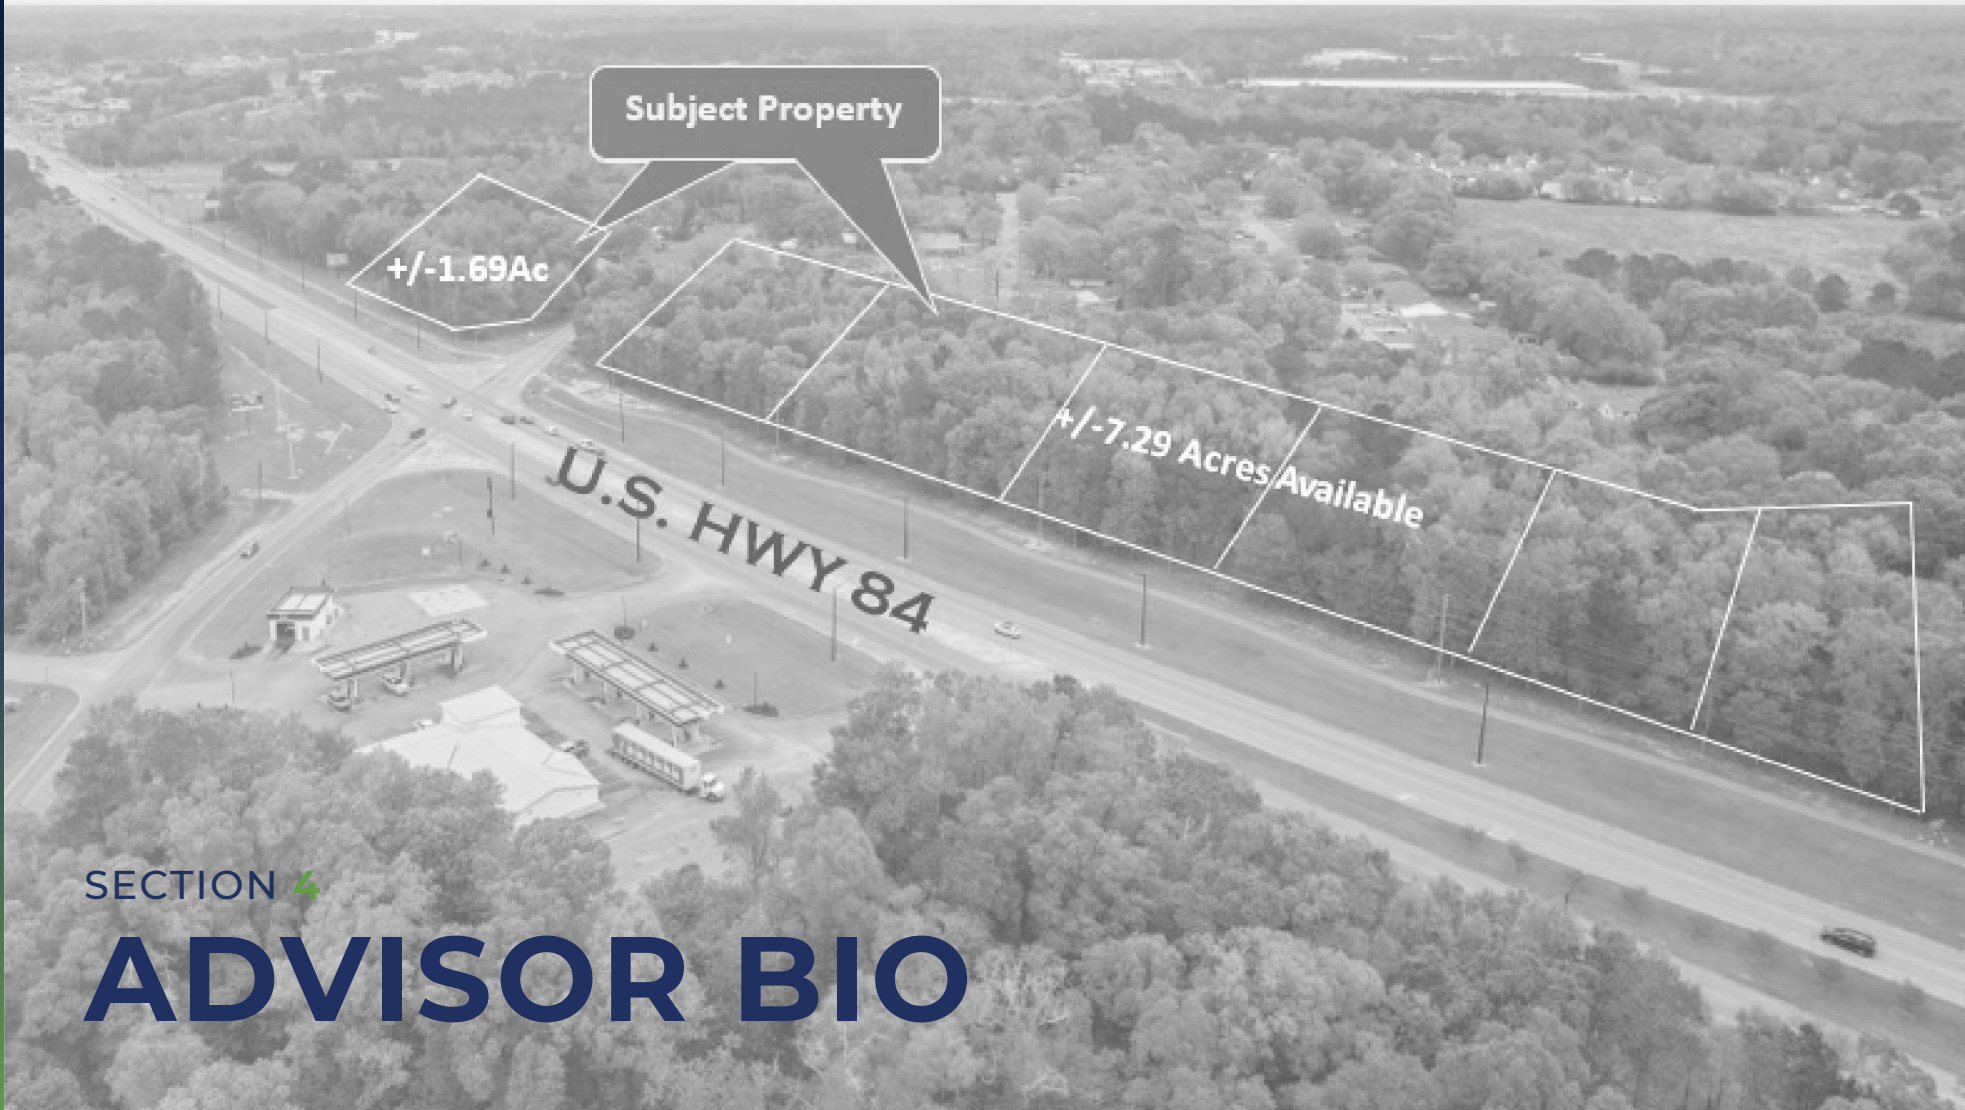 Subject Property
+/-1.69Ac
+/-7.29 Acres Available
U.S. HWY 84
SECTION 4
ADVISOR BIO